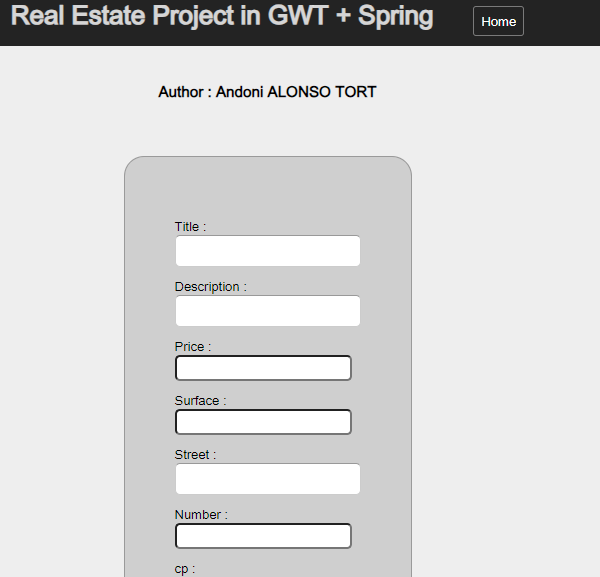 Real Estate Project in GWT + Spring
Home
Author : Andoni ALONSO TORT
Title :
Description :
Price :
Surface :
Street :
Number :
cp :